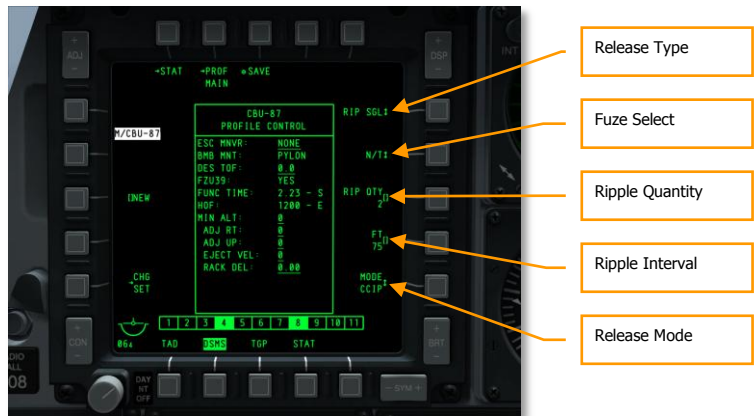 ADJ
DSP
INT
→STAT →PROF ●SAVE
MAIN
Release Type
CBU-87
PROFILE CONTROL
RIP SGL↕
M/CBU-87
ESC MNVR: NONE
BMB MNT: PYLON
N/T↕
Fuze Select
DES TOF: 0.0
FZU39: YES
[]NEW
FUNC TIME: 2.23 - S
RIP QTY
2[]
Ripple Quantity
HOF: 1200 - E
MIN ALT: 0
ADJ RT: 0
FT
75[]
Ripple Interval
ADJ UP: 0
EJECT VEL: 0
RACK DEL: 0.00
→CHG
SET
MODE↕
CCIP
Release Mode
1 2 3 4 5 6 7 8 9 10 11
CON
BRT
TAD DSMS TGP STAT
08
DAY
NT
OFF
- SYM +